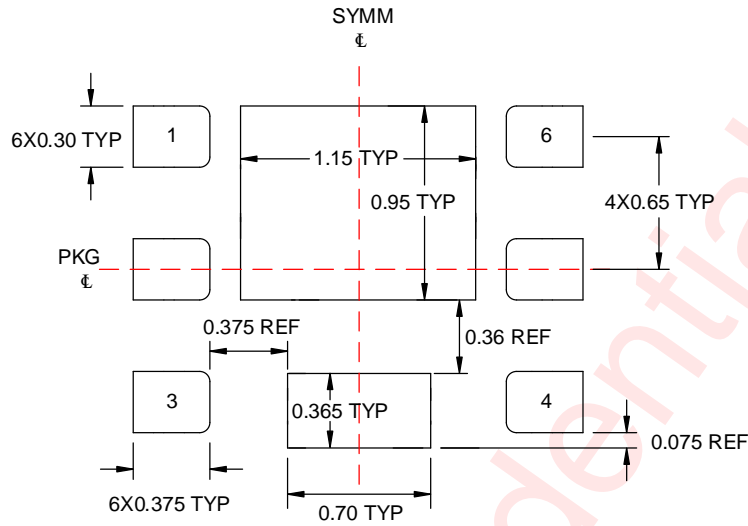 SYMM
℄
6X0.30 TYP
1
6
1.15 TYP
0.95 TYP
4X0.65 TYP
PKG
℄
0.375 REF
0.36 REF
3
0.365 TYP
4
0.075 REF
6X0.375 TYP
0.70 TYP
dential